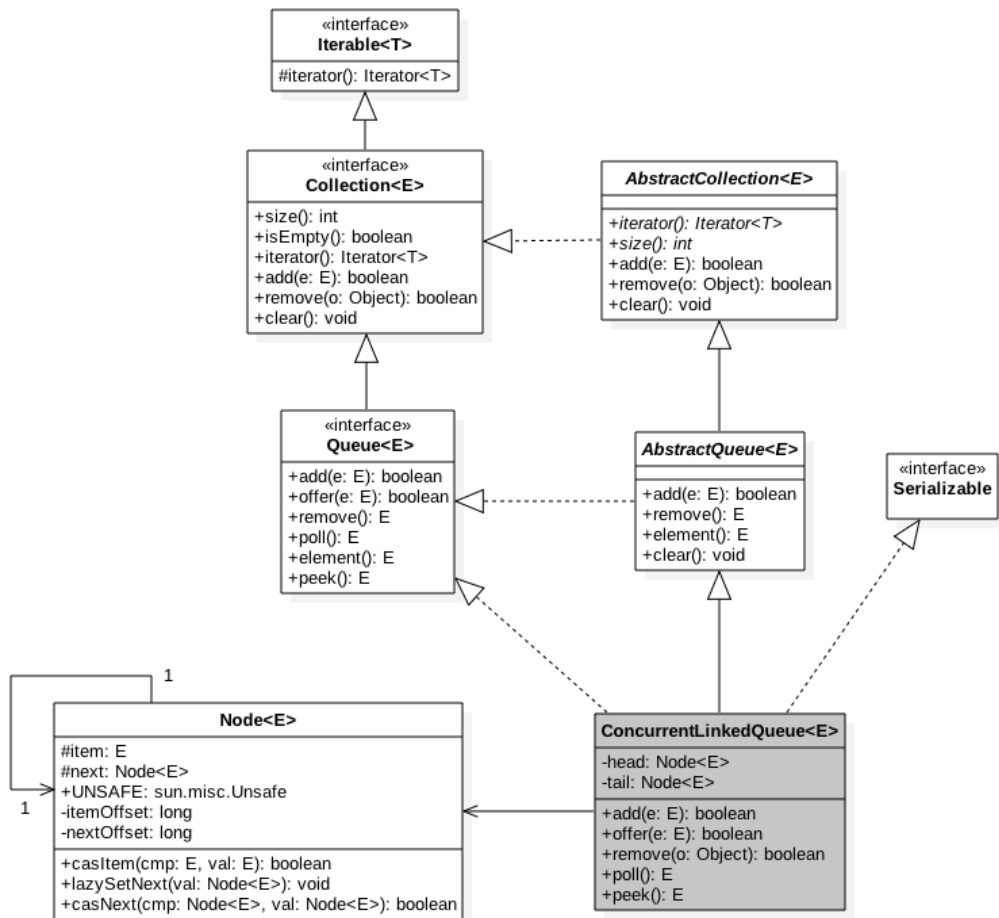 «interface»
Iterable<T>
#iterator(): Iterator<T>
«interface»
Collection<E>
+size(): int
+isEmpty(): boolean
+iterator(): Iterator<T>
+add(e: E): boolean
+remove(o: Object): boolean
+clear(): void
AbstractCollection<E>
+iterator(): Iterator<T>
+size(): int
+add(e: E): boolean
+remove(o: Object): boolean
+clear(): void
«interface»
Queue<E>
+add(e: E): boolean
+offer(e: E): boolean
+remove(): E
+poll(): E
+element(): E
+peek(): E
AbstractQueue<E>
+add(e: E): boolean
+remove(): E
+element(): E
+clear(): void
«interface»
Serializable
1
1
Node<E>
#item: E
#next: Node<E>
+UNSAFE: sun.misc.Unsafe
-itemOffset: long
-nextOffset: long
+casItem(cmp: E, val: E): boolean
+lazySetNext(val: Node<E>): void
+casNext(cmp: Node<E>, val: Node<E>): boolean
ConcurrentLinkedQueue<E>
-head: Node<E>
-tail: Node<E>
+add(e: E): boolean
+offer(e: E): boolean
+remove(o: Object): boolean
+poll(): E
+peek(): E